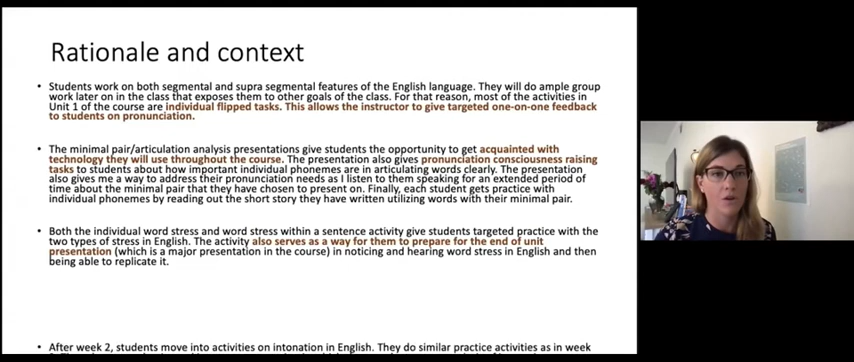 Rationale and context
• Students work on both segmental and supra segmental features of the English language. They will do ample group
work later on in the class that exposes them to other goals of the class. For that reason, most of the activities in
Unit 1 of the course are individual flipped tasks. This allows the instructor to give targeted one-on-one feedback
to students on pronunciation.
• The minimal pair/articulation analysis presentations give students the opportunity to get acquainted with
technology they will use throughout the course. The presentation also gives pronunciation consciousness raising
tasks to students about how important individual phonemes are in articulating words clearly. The presentation
also gives me a way to address their pronunciation needs as I listen to them speaking for an extended period of
time about the minimal pair that they have chosen to present on. Finally, each student gets practice with
individual phonemes by reading out the short story they have written utilizing words with their minimal pair.
• Both the individual word stress and word stress within a sentence activity give students targeted practice with the
two types of stress in English. The activity also serves as a way for them to prepare for the end of unit
presentation (which is a major presentation in the course) in noticing and hearing word stress in English and then
being able to replicate it.
• After week 2, students move into activities on intonation in English. They do similar practice activities as in week